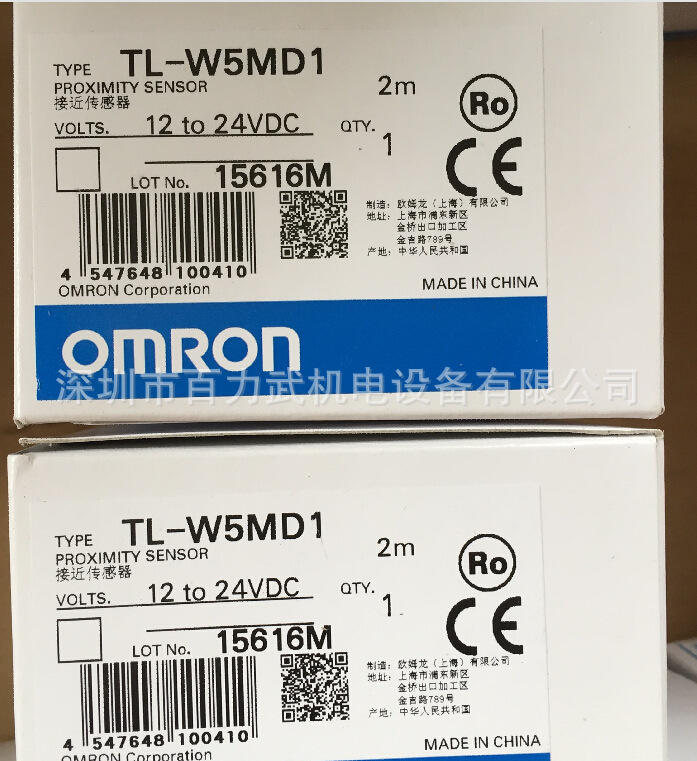 TYPE TL-W5MD1
PROXIMITY SENSOR 2m
接近传感器 Ro
VOLTS. 12 to 24VDC QTY. 1
CE
LOT No. 15616M
制造: 欧姆龙(上海)有限公司
地址: 上海市浦东新区
金桥出口加工区
金吉路789号
产地: 中华人民共和国
4 547648 100410
OMRON Corporation MADE IN CHINA
OMRON
深圳市百力武机电设备有限公司
TYPE TL-W5MD1
PROXIMITY SENSOR 2m
接近传感器 Ro
VOLTS. 12 to 24VDC QTY. 1
CE
LOT No. 15616M
制造: 欧姆龙(上海)有限公司
地址: 上海市浦东新区
金桥出口加工区
金吉路789号
产地: 中华人民共和国
4 547648 100410
OMRON Corporation MADE IN CHINA